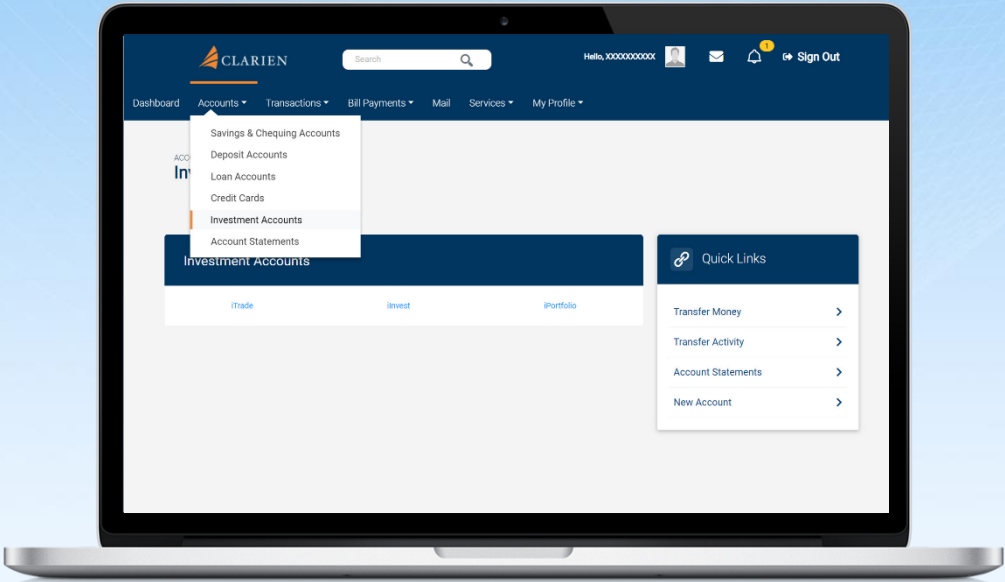 CLARIEN
Search
Hello, XXXXXXXXXX
1
Sign Out
Dashboard
Accounts
Transactions
Bill Payments
Mail
Services
My Profile
Savings & Chequing Accounts
Deposit Accounts
Loan Accounts
Credit Cards
Investment Accounts
Account Statements
Investment Accounts
iTrade
iInvest
iPortfolio
Quick Links
Transfer Money
Transfer Activity
Account Statements
New Account